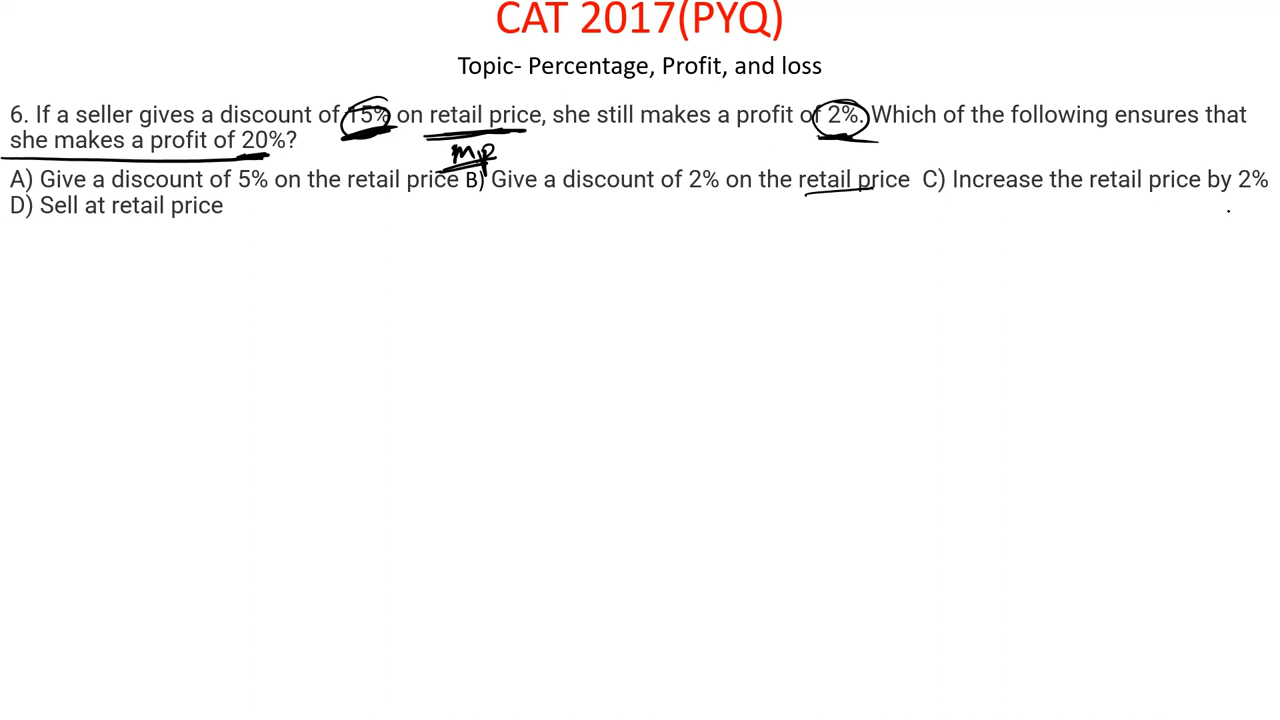 CAT 2017(PYQ)
Topic- Percentage, Profit, and loss
6. If a seller gives a discount of 15% on retail price, she still makes a profit of 2%. Which of the following ensures that
she makes a profit of 20%?
MP
A) Give a discount of 5% on the retail price B) Give a discount of 2% on the retail price C) Increase the retail price by 2%
D) Sell at retail price